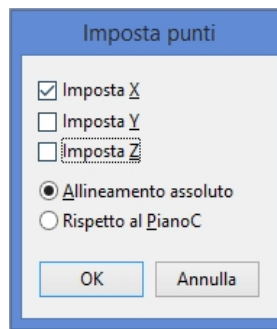 Imposta punti
Imposta X
Imposta Y
Imposta Z
Allineamento assoluto
Rispetto al PianoC
OK
Annulla